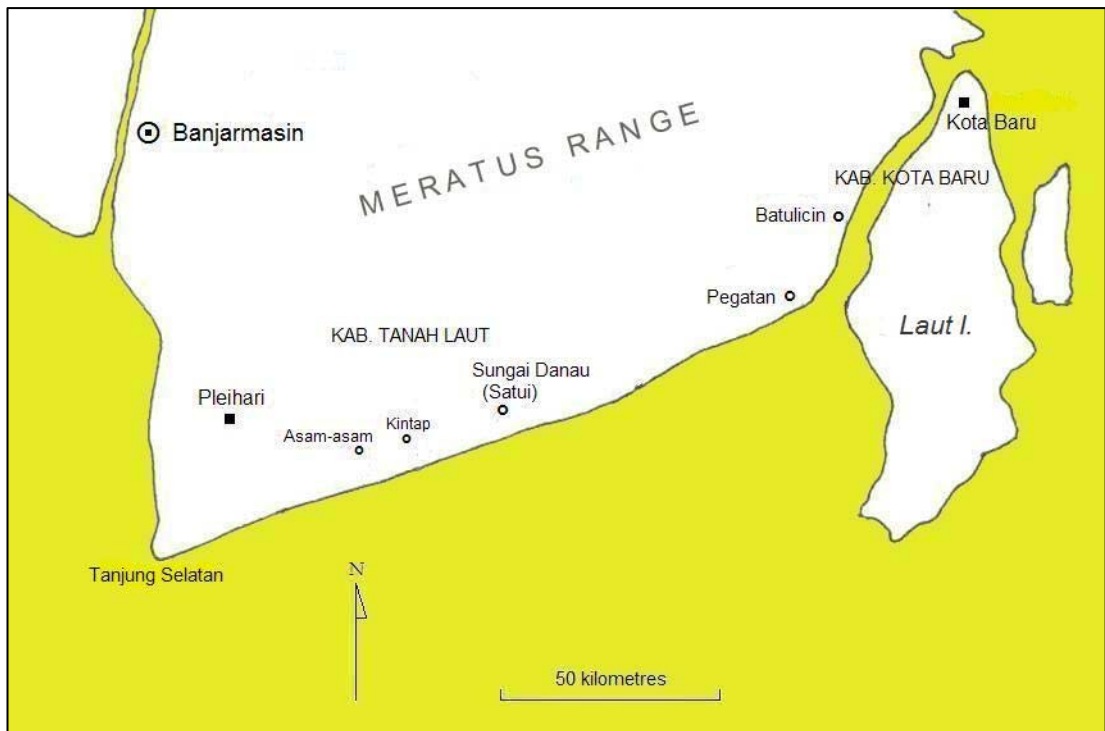 Banjarmasin
MERATUS RANGE
Kota Baru
KAB. KOTA BARU
Batulicin
Pegatan
Laut I.
KAB. TANAH LAUT
Sungai Danau
(Satui)
Pleihari
Kintap
Asam-asam
Tanjung Selatan
N
50 kilometres